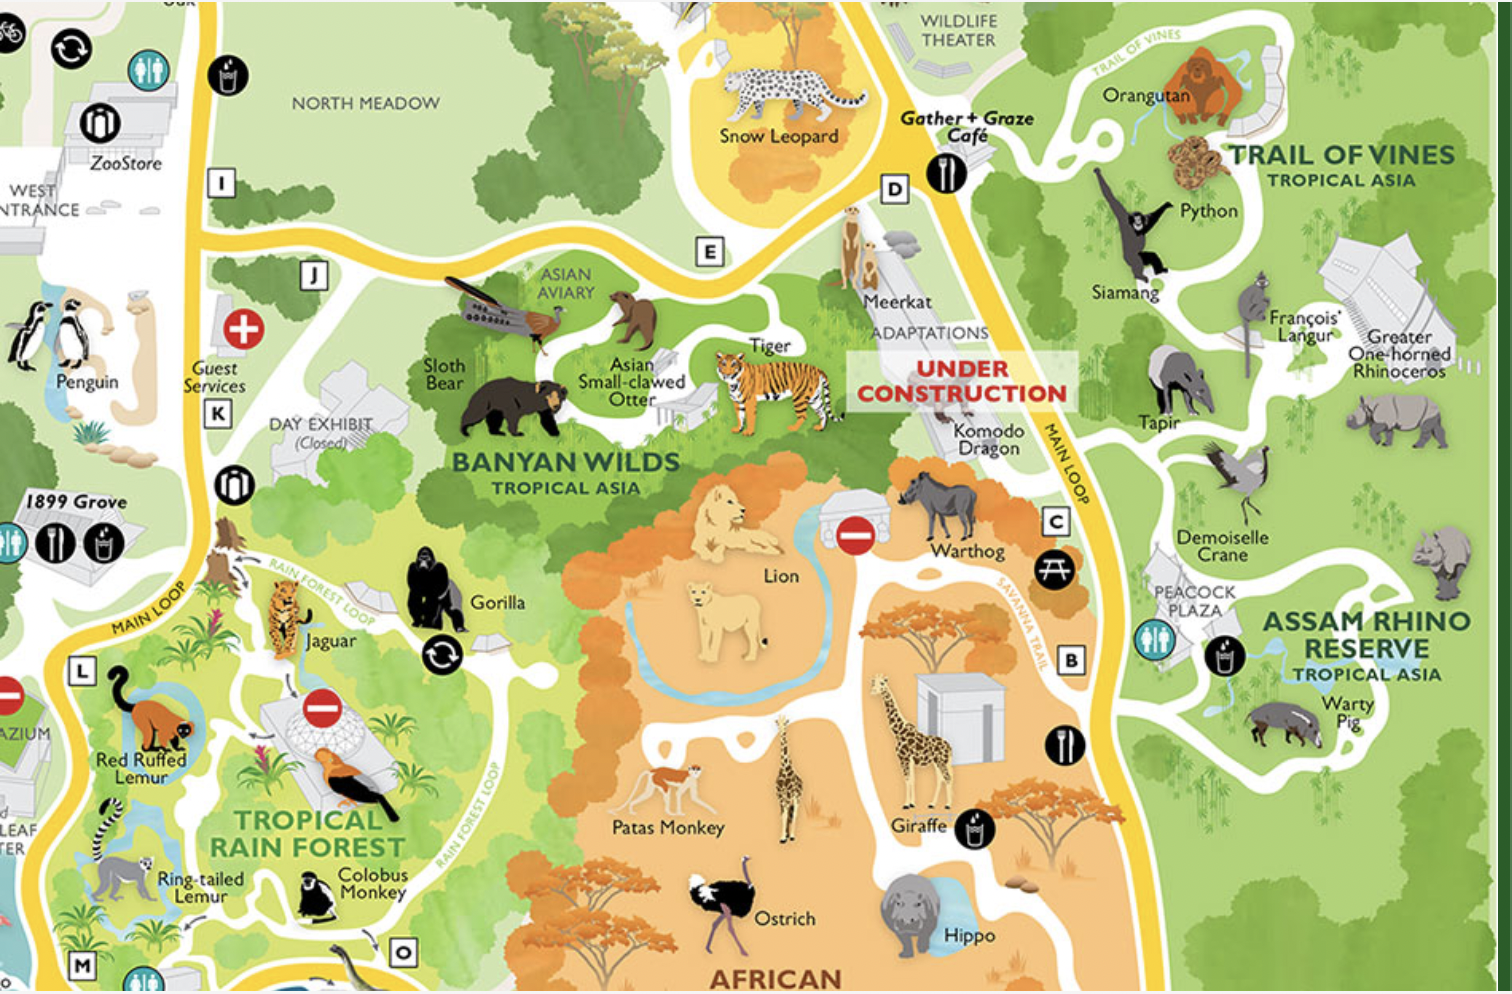 WILDLIFE
THEATER
TRAIL OF VINES
Orangutan
NORTH MEADOW
Snow Leopard
Gather + Graze
Café
ZooStore
TRAIL OF VINES
TROPICAL ASIA
WEST
NTRANCE
I
D
Python
E
J
ASIAN
AVIARY
Siamang
Meerkat
ADAPTATIONS
François'
Langur
Greater
One-horned
Rhinoceros
Guest
Services
Penguin
Sloth
Bear
Asian
Small-clawed
Otter
Tiger
UNDER
CONSTRUCTION
K
DAY EXHIBIT
(Closed)
Tapir
Komodo
Dragon
MAIN LOOP
BANYAN WILDS
TROPICAL ASIA
1899 Grove
C
Warthog
Demoiselle
Crane
Lion
RAIN FOREST LOOP
Gorilla
SAVANNA TRAIL
PEACOCK
PLAZA
MAIN LOOP
Jaguar
ASSAM RHINO
RESERVE
TROPICAL ASIA
L
B
Warty
Pig
AZIUM
Red Ruffed
Lemur
RAIN FOREST LOOP
TROPICAL
RAIN FOREST
Patas Monkey
Giraffe
LEAF
TER
Ring-tailed
Lemur
Colobus
Monkey
Ostrich
Hippo
M
O
AFRICAN